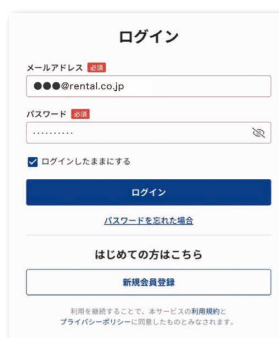 ログイン
メールアドレス 必須
●●●@rental.co.jp
パスワード 必須
··········
ログインしたままにする
ログイン
パスワードを忘れた場合
はじめての方はこちら
新規会員登録
利用を継続することで、本サービスの利用規約と
プライバシーポリシーに同意したものとみなされます。